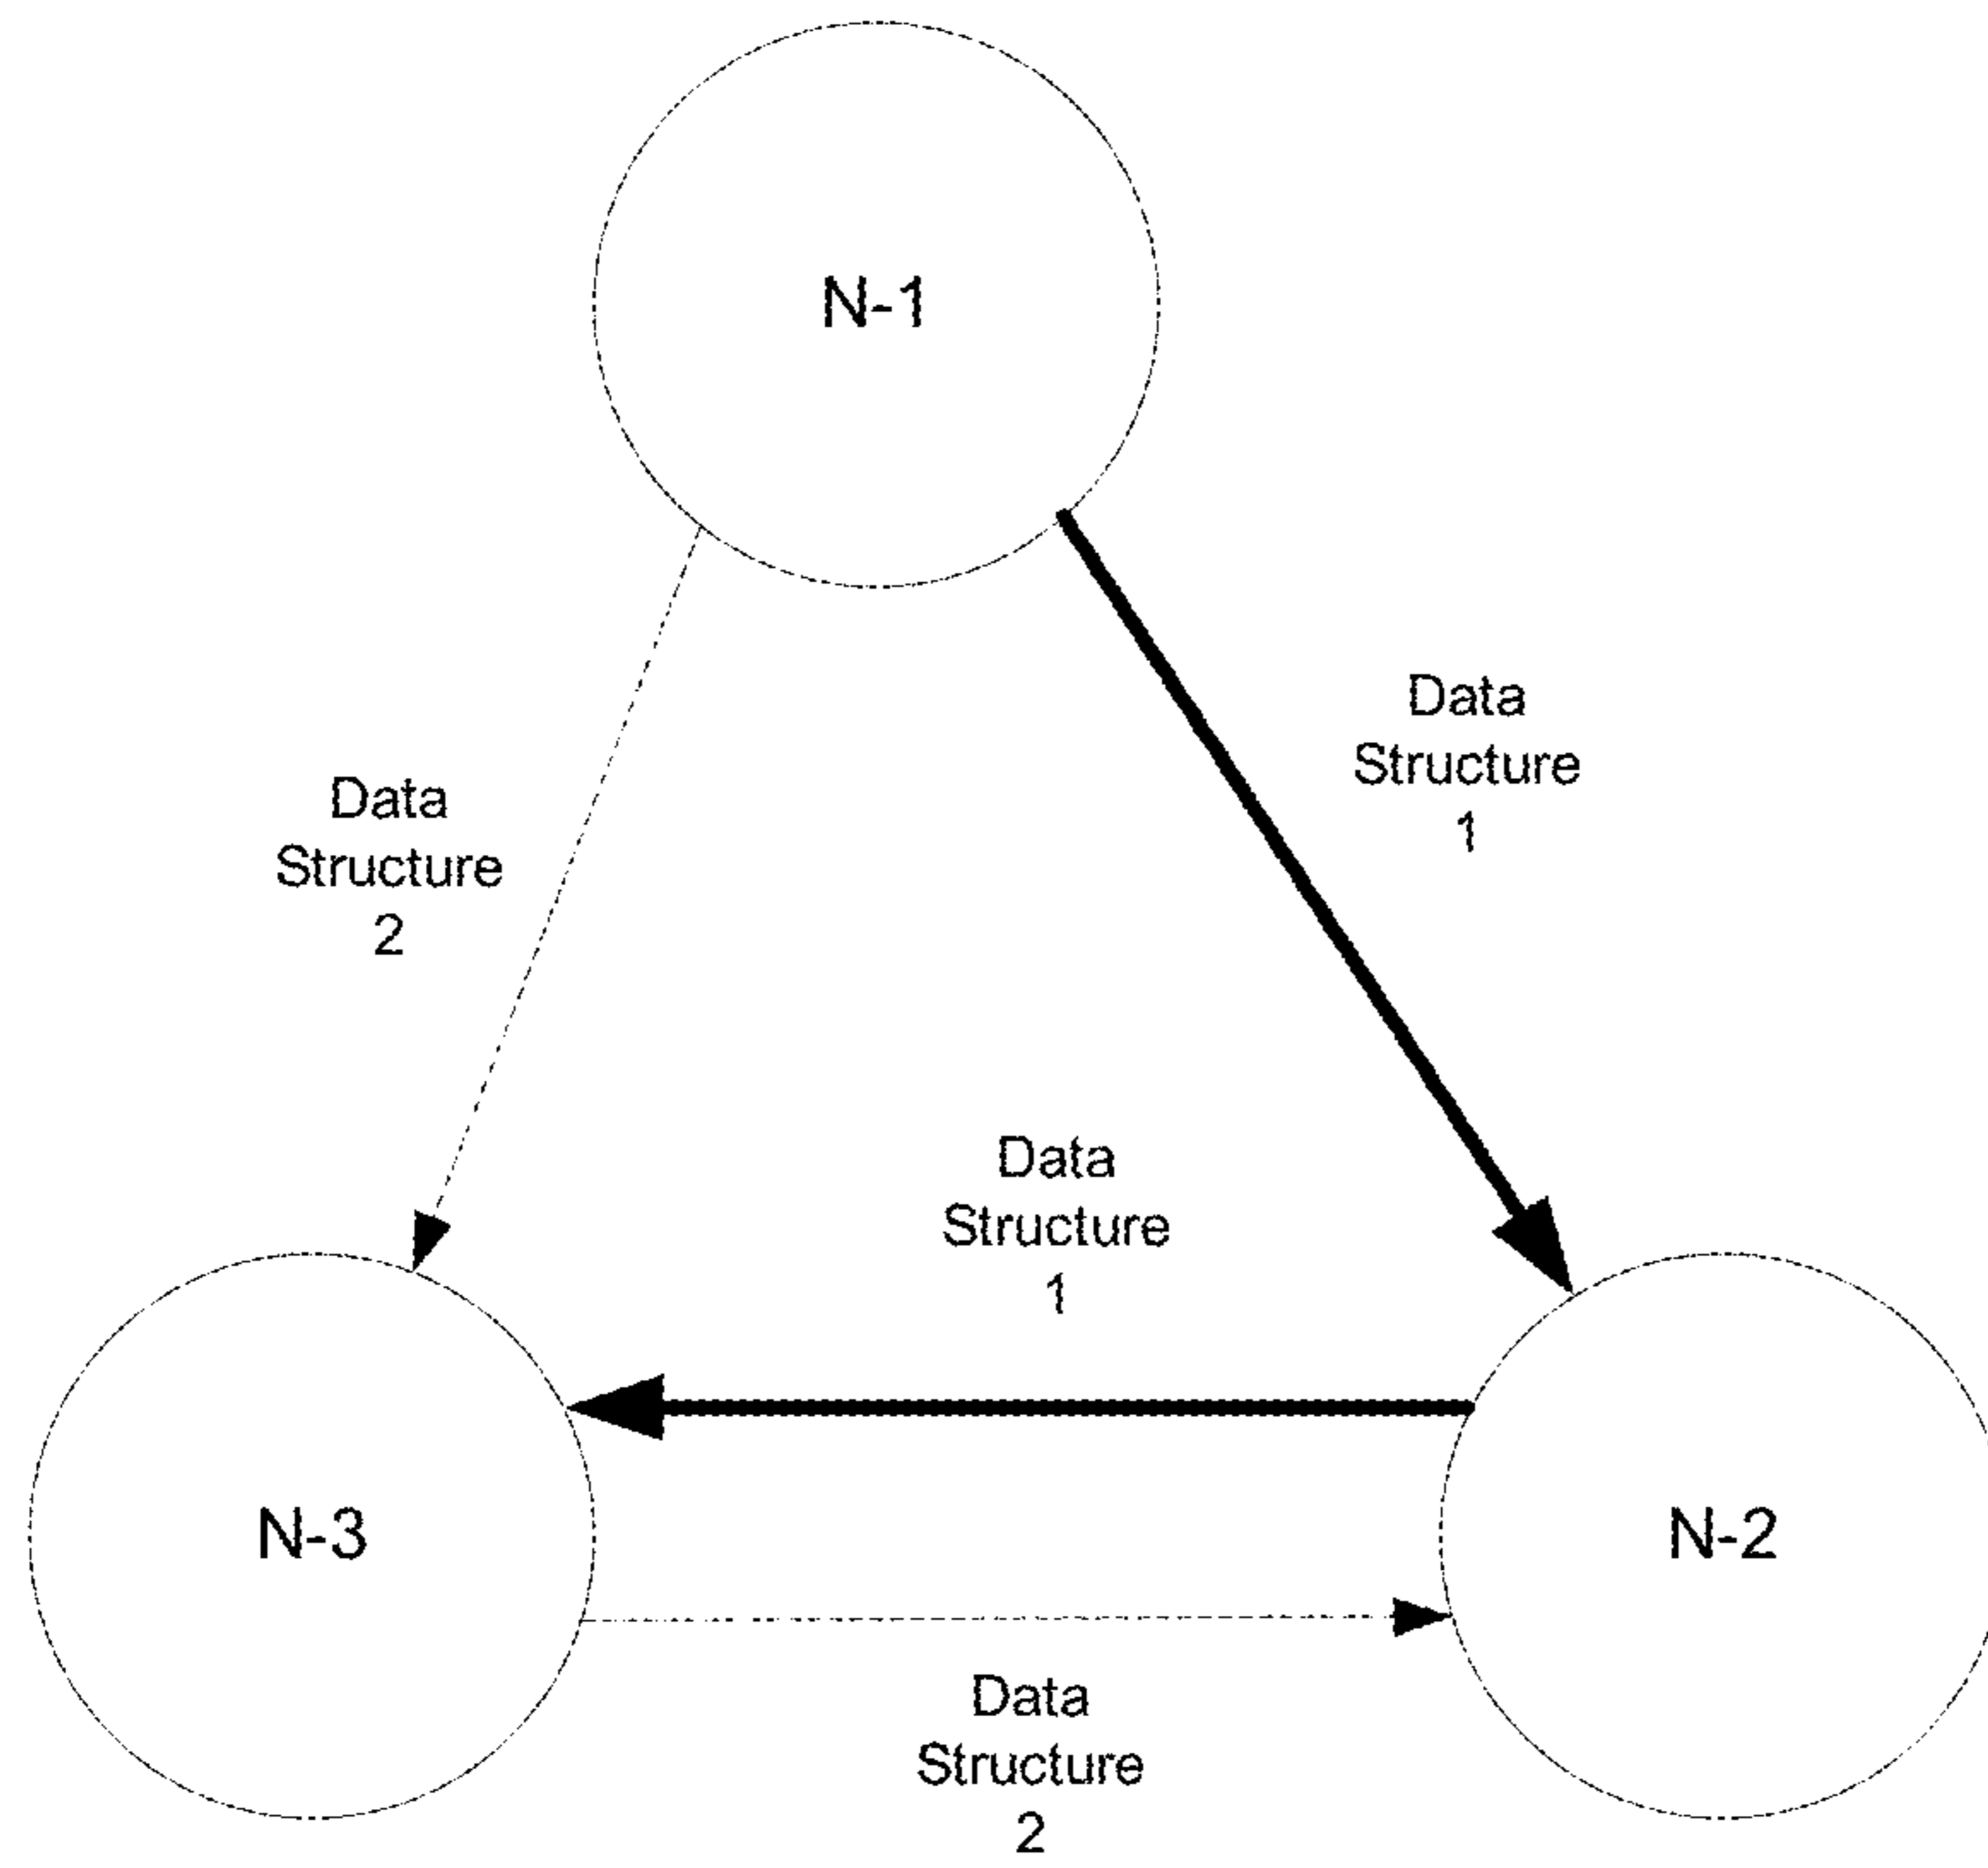 N-1
Data
Structure
1
Data
Structure
2
Data
Structure
1
N-3
N-2
Data
Structure
2